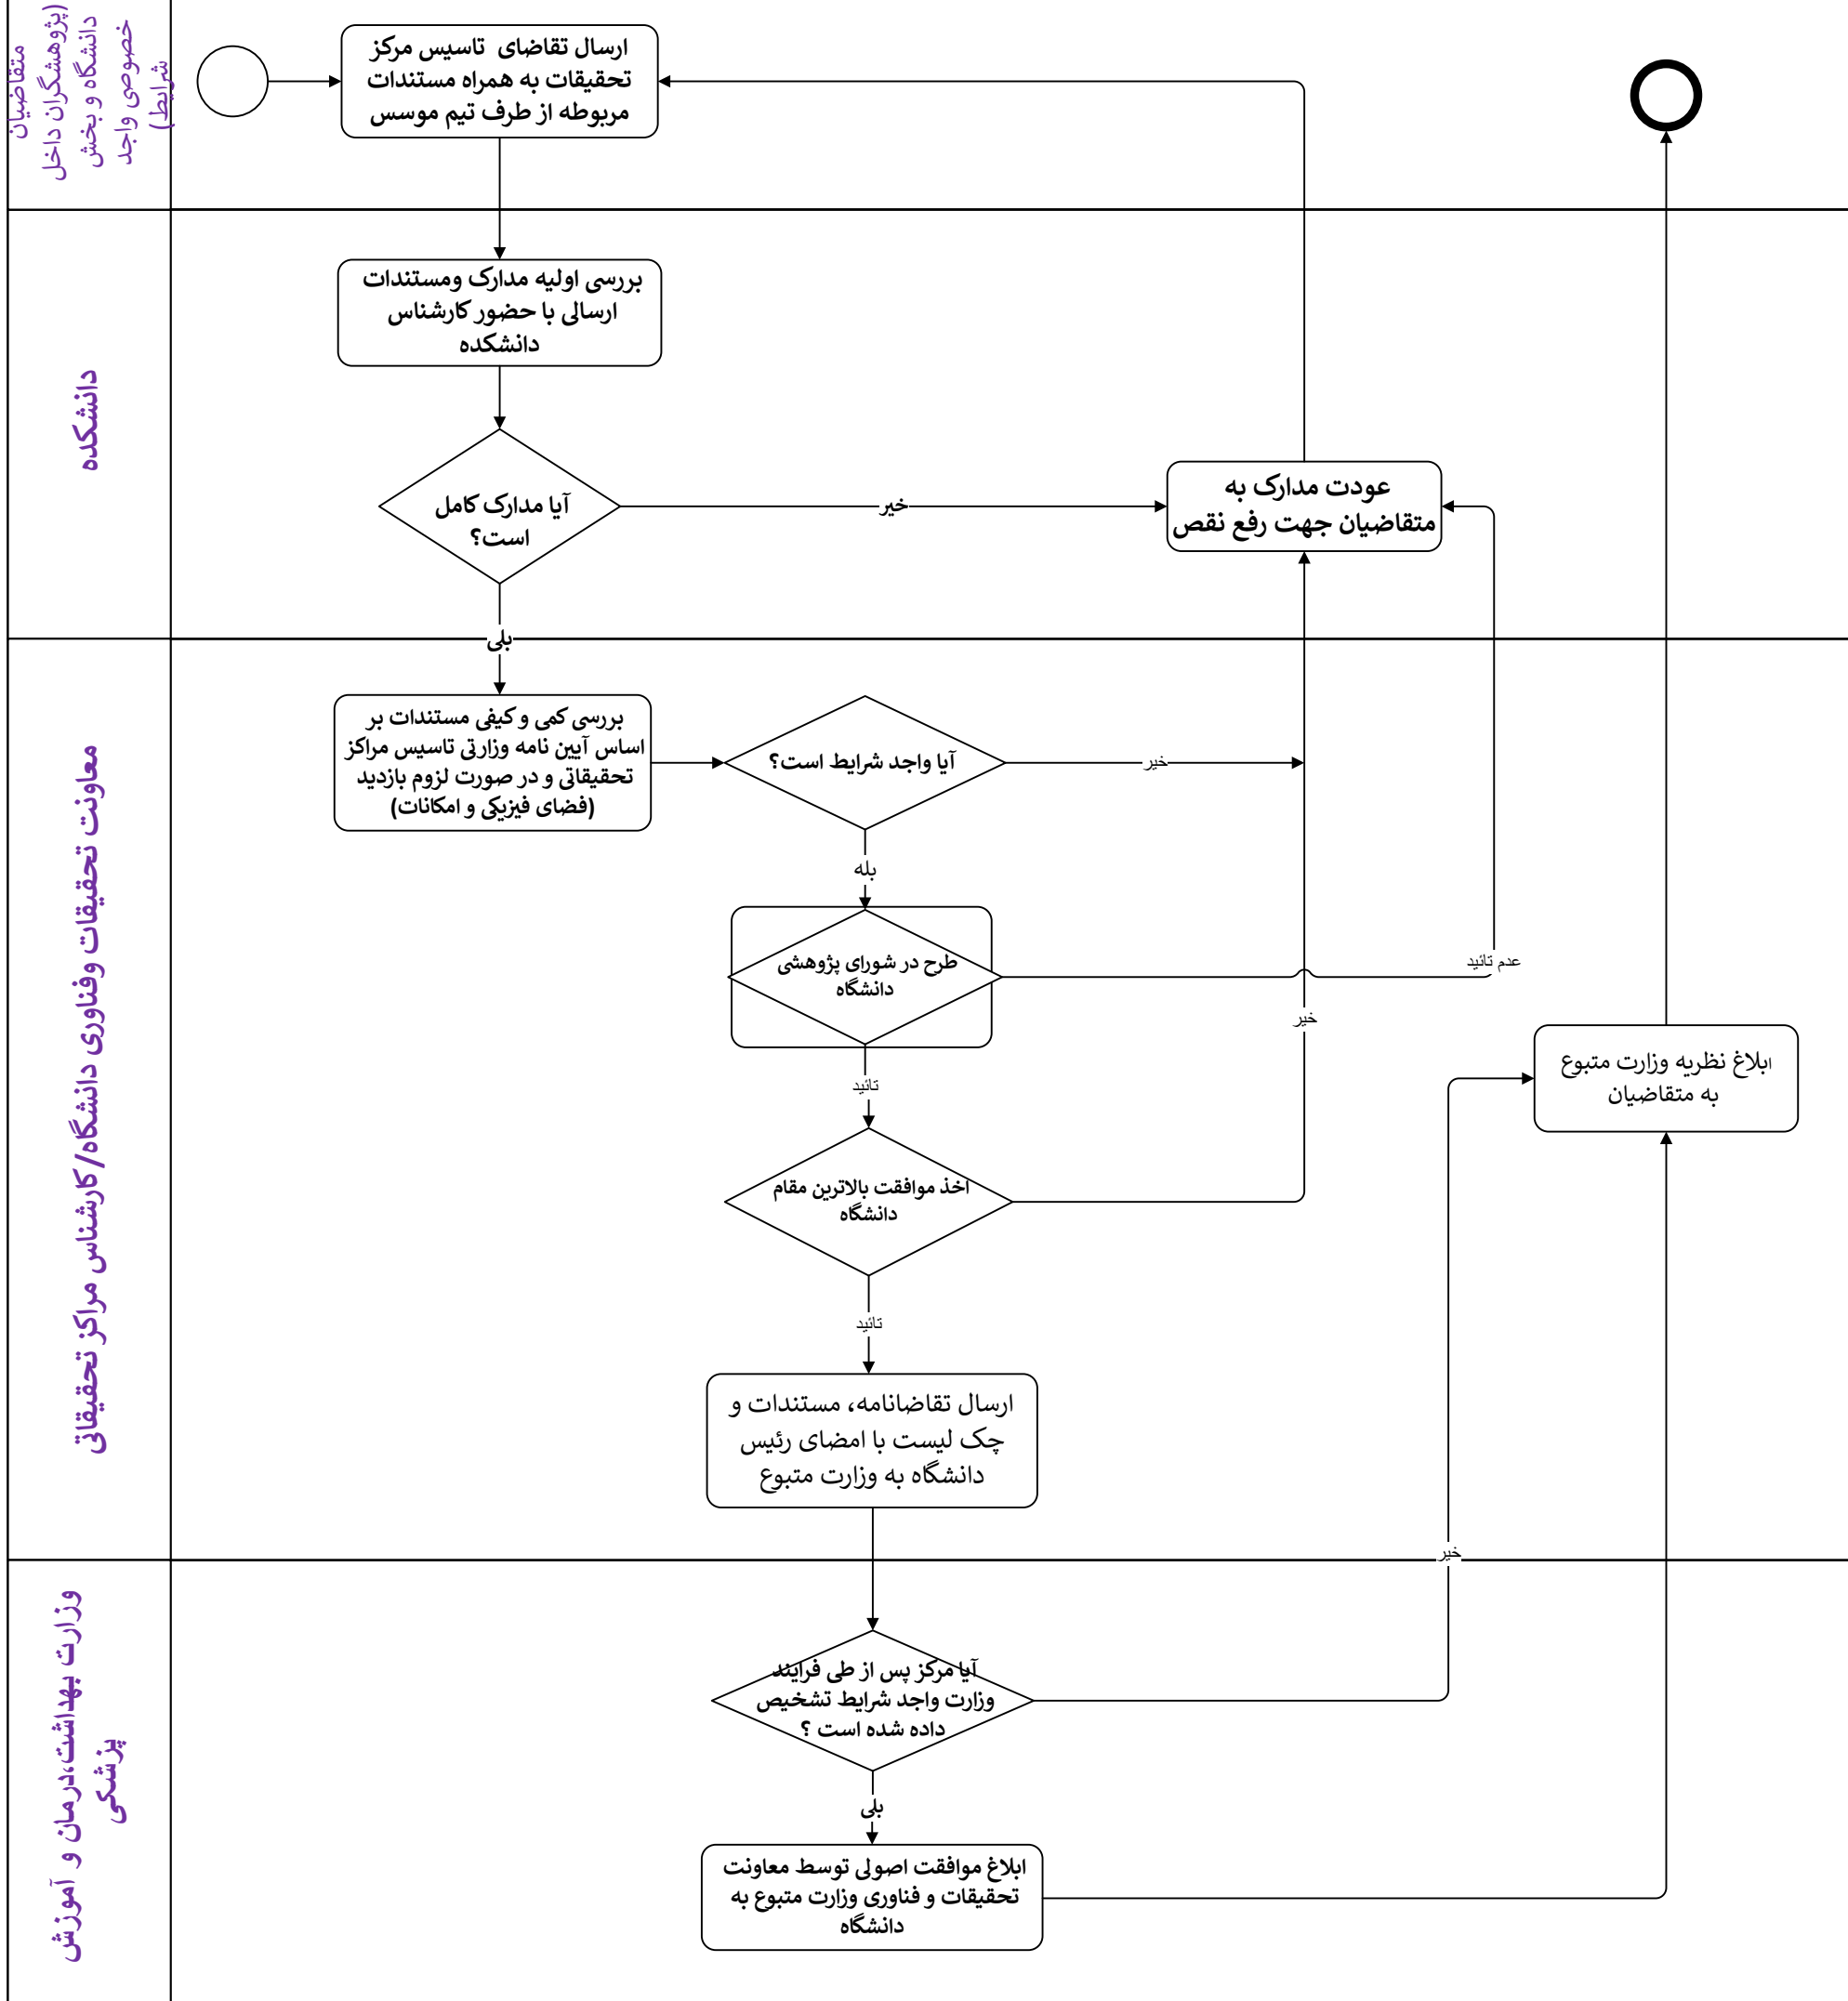 متقاضیان
(پژوهشگران داخل
دانشگاه و بخش
خصوصی واجد
شرایط)
ارسال تقاضای تاسیس مرکز
تحقیقات به همراه مستندات
مربوطه از طرف تیم موسس
دانشکده
بررسی اولیه مدارک ومستندات
ارسالی با حضور کارشناس
دانشکده
آیا مدارک کامل
است؟
خیر
عودت مدارک به
متقاضیان جهت رفع نقص
بلی
معاونت تحقیقات وفناوری دانشگاه/کارشناس مراکز تحقیقاتی
بررسی کمی و کیفی مستندات بر
اساس آیین نامه وزارتی تاسیس مراکز
تحقیقاتی و در صورت لزوم بازدید
(فضای فیزیکی و امکانات)
آیا واجد شرایط است؟
خیر
بله
طرح در شورای پژوهشی
دانشگاه
عدم تائید
خیر
تائید
ابلاغ نظریه وزارت متبوع
به متقاضیان
اخذ موافقت بالاترین مقام
دانشگاه
تائید
ارسال تقاضانامه، مستندات و
چک لیست با امضای رئیس
دانشگاه به وزارت متبوع
خیر
وزارت بهداشت،درمان و آموزش
پزشکی
آیا مرکز پس از طی فرایند
وزارت واجد شرایط تشخیص
داده شده است ؟
بلی
ابلاغ موافقت اصولی توسط معاونت
تحقیقات و فناوری وزارت متبوع به
دانشگاه